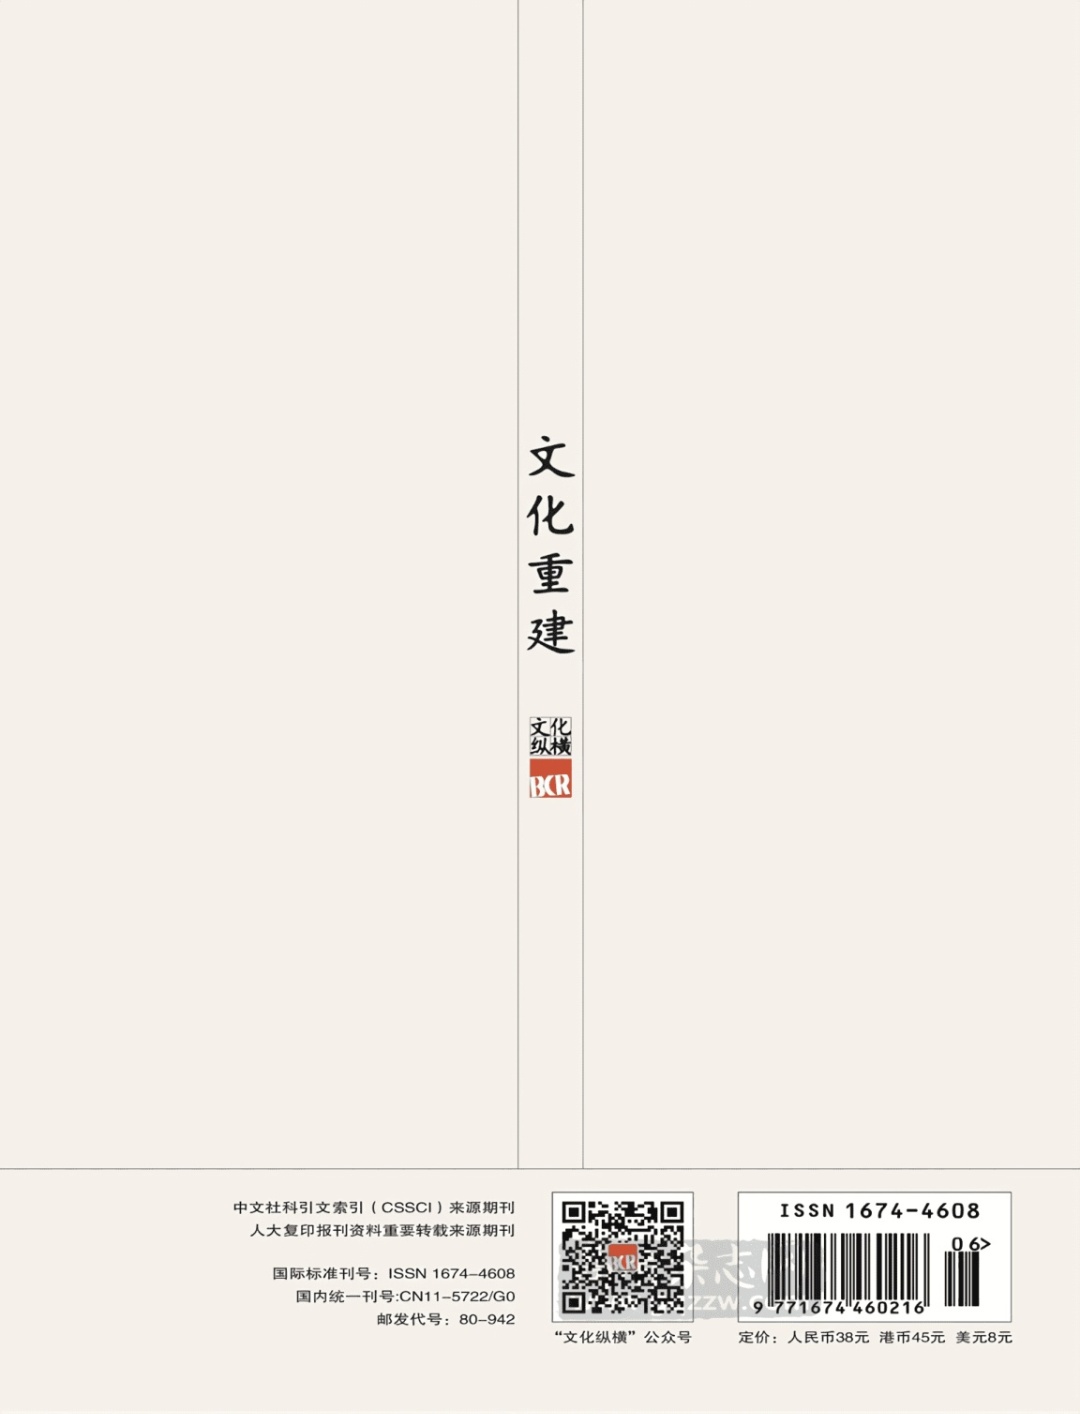 文化重建
文化
纵横
BCR
中文社科引文索引（CSSCI）来源期刊
人大复印报刊资料重要转载来源期刊
国际标准刊号：ISSN 1674-4608
国内统一刊号:CN11-5722/G0
邮发代号：80-942
BCR
“文化纵横”公众号
ISSN 1674-4608
06>
9 771674 460216
定价：人民币38元 港币45元 美元8元
杂志
zzw.c